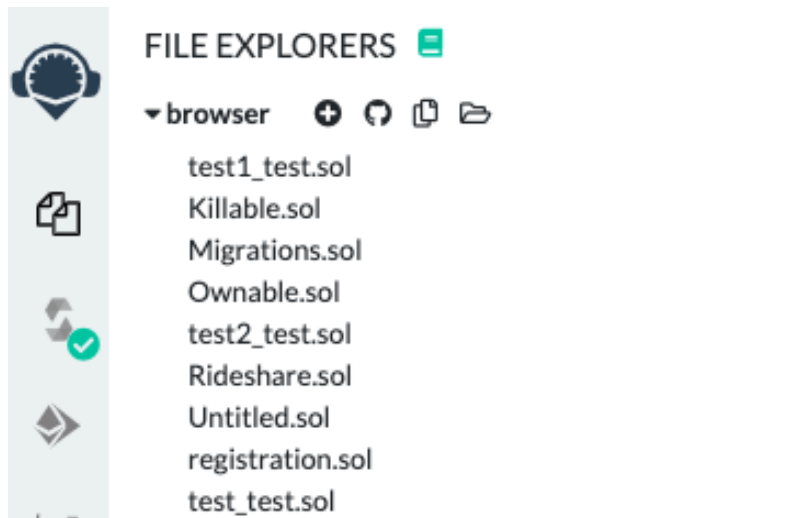 FILE EXPLORERS
browser
test1_test.sol
Killable.sol
Migrations.sol
Ownable.sol
test2_test.sol
Rideshare.sol
Untitled.sol
registration.sol
test_test.sol